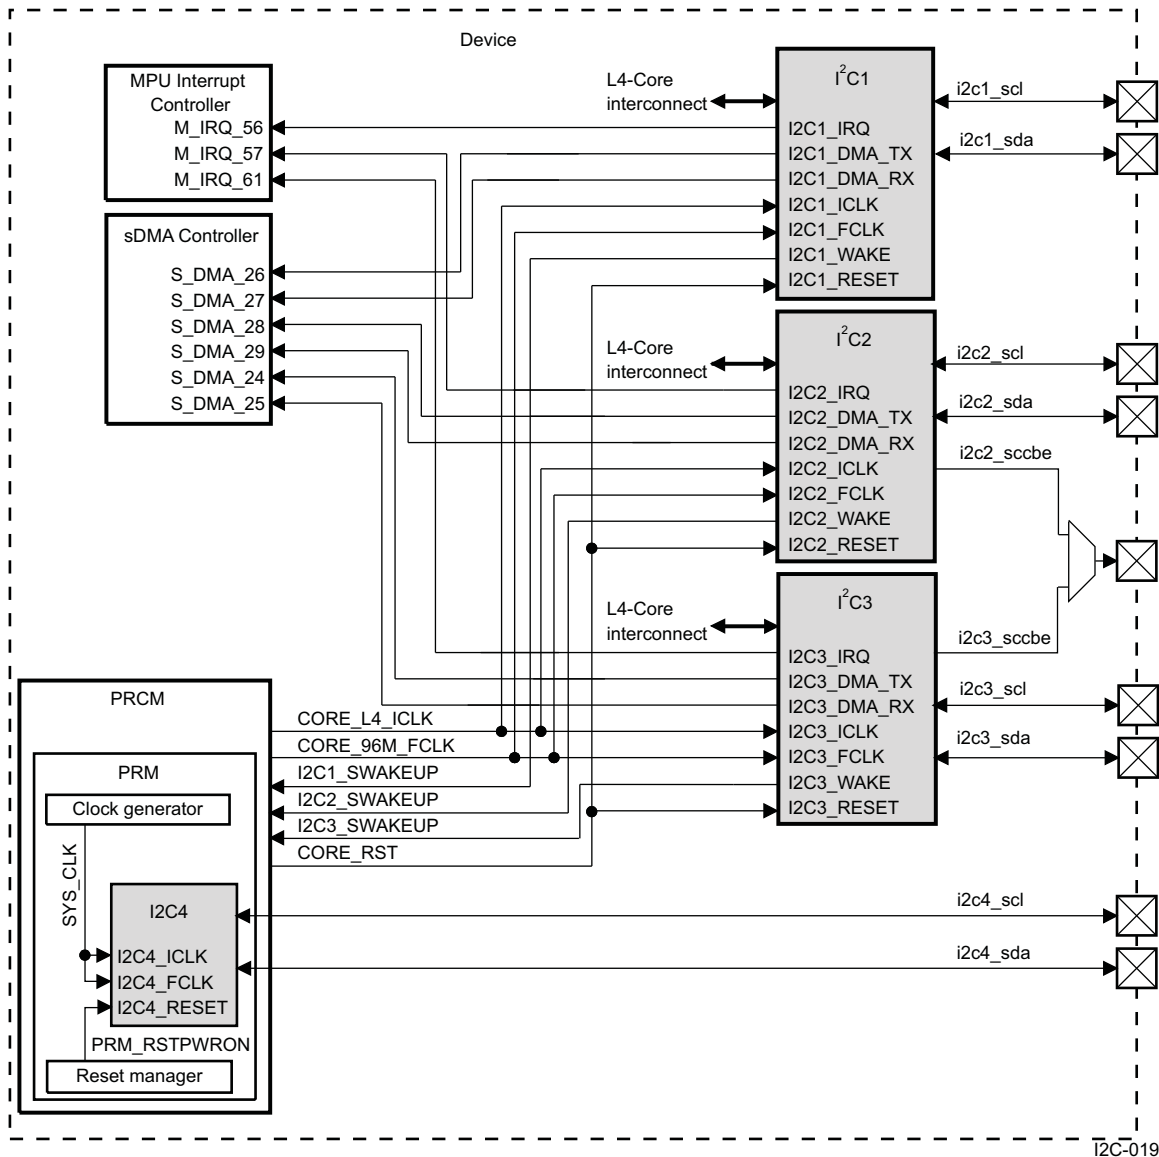 Device
MPU Interrupt
Controller
M_IRQ_56
M_IRQ_57
M_IRQ_61
sDMA Controller
S_DMA_26
S_DMA_27
S_DMA_28
S_DMA_29
S_DMA_24
S_DMA_25
L4-Core
interconnect
I2C1
I2C1_IRQ
I2C1_DMA_TX
I2C1_DMA_RX
I2C1_ICLK
I2C1_FCLK
I2C1_WAKE
I2C1_RESET
i2c1_scl
i2c1_sda
L4-Core
interconnect
I2C2
I2C2_IRQ
I2C2_DMA_TX
I2C2_DMA_RX
I2C2_ICLK
I2C2_FCLK
I2C2_WAKE
I2C2_RESET
i2c2_scl
i2c2_sda
i2c2_sccbe
L4-Core
interconnect
I2C3
I2C3_IRQ
I2C3_DMA_TX
I2C3_DMA_RX
I2C3_ICLK
I2C3_FCLK
I2C3_WAKE
I2C3_RESET
i2c3_sccbe
i2c3_scl
i2c3_sda
PRCM
CORE_L4_ICLK
CORE_96M_FCLK
I2C1_SWAKEUP
I2C2_SWAKEUP
I2C3_SWAKEUP
CORE_RST
PRM
Clock generator
SYS_CLK
I2C4
I2C4_ICLK
I2C4_FCLK
I2C4_RESET
PRM_RSTPWRON
Reset manager
i2c4_scl
i2c4_sda
I2C-019